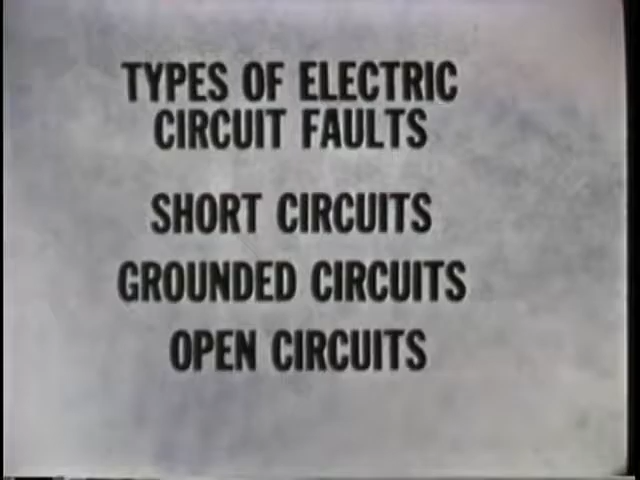 TYPES OF ELECTRIC
CIRCUIT FAULTS
SHORT CIRCUITS
GROUNDED CIRCUITS
OPEN CIRCUITS